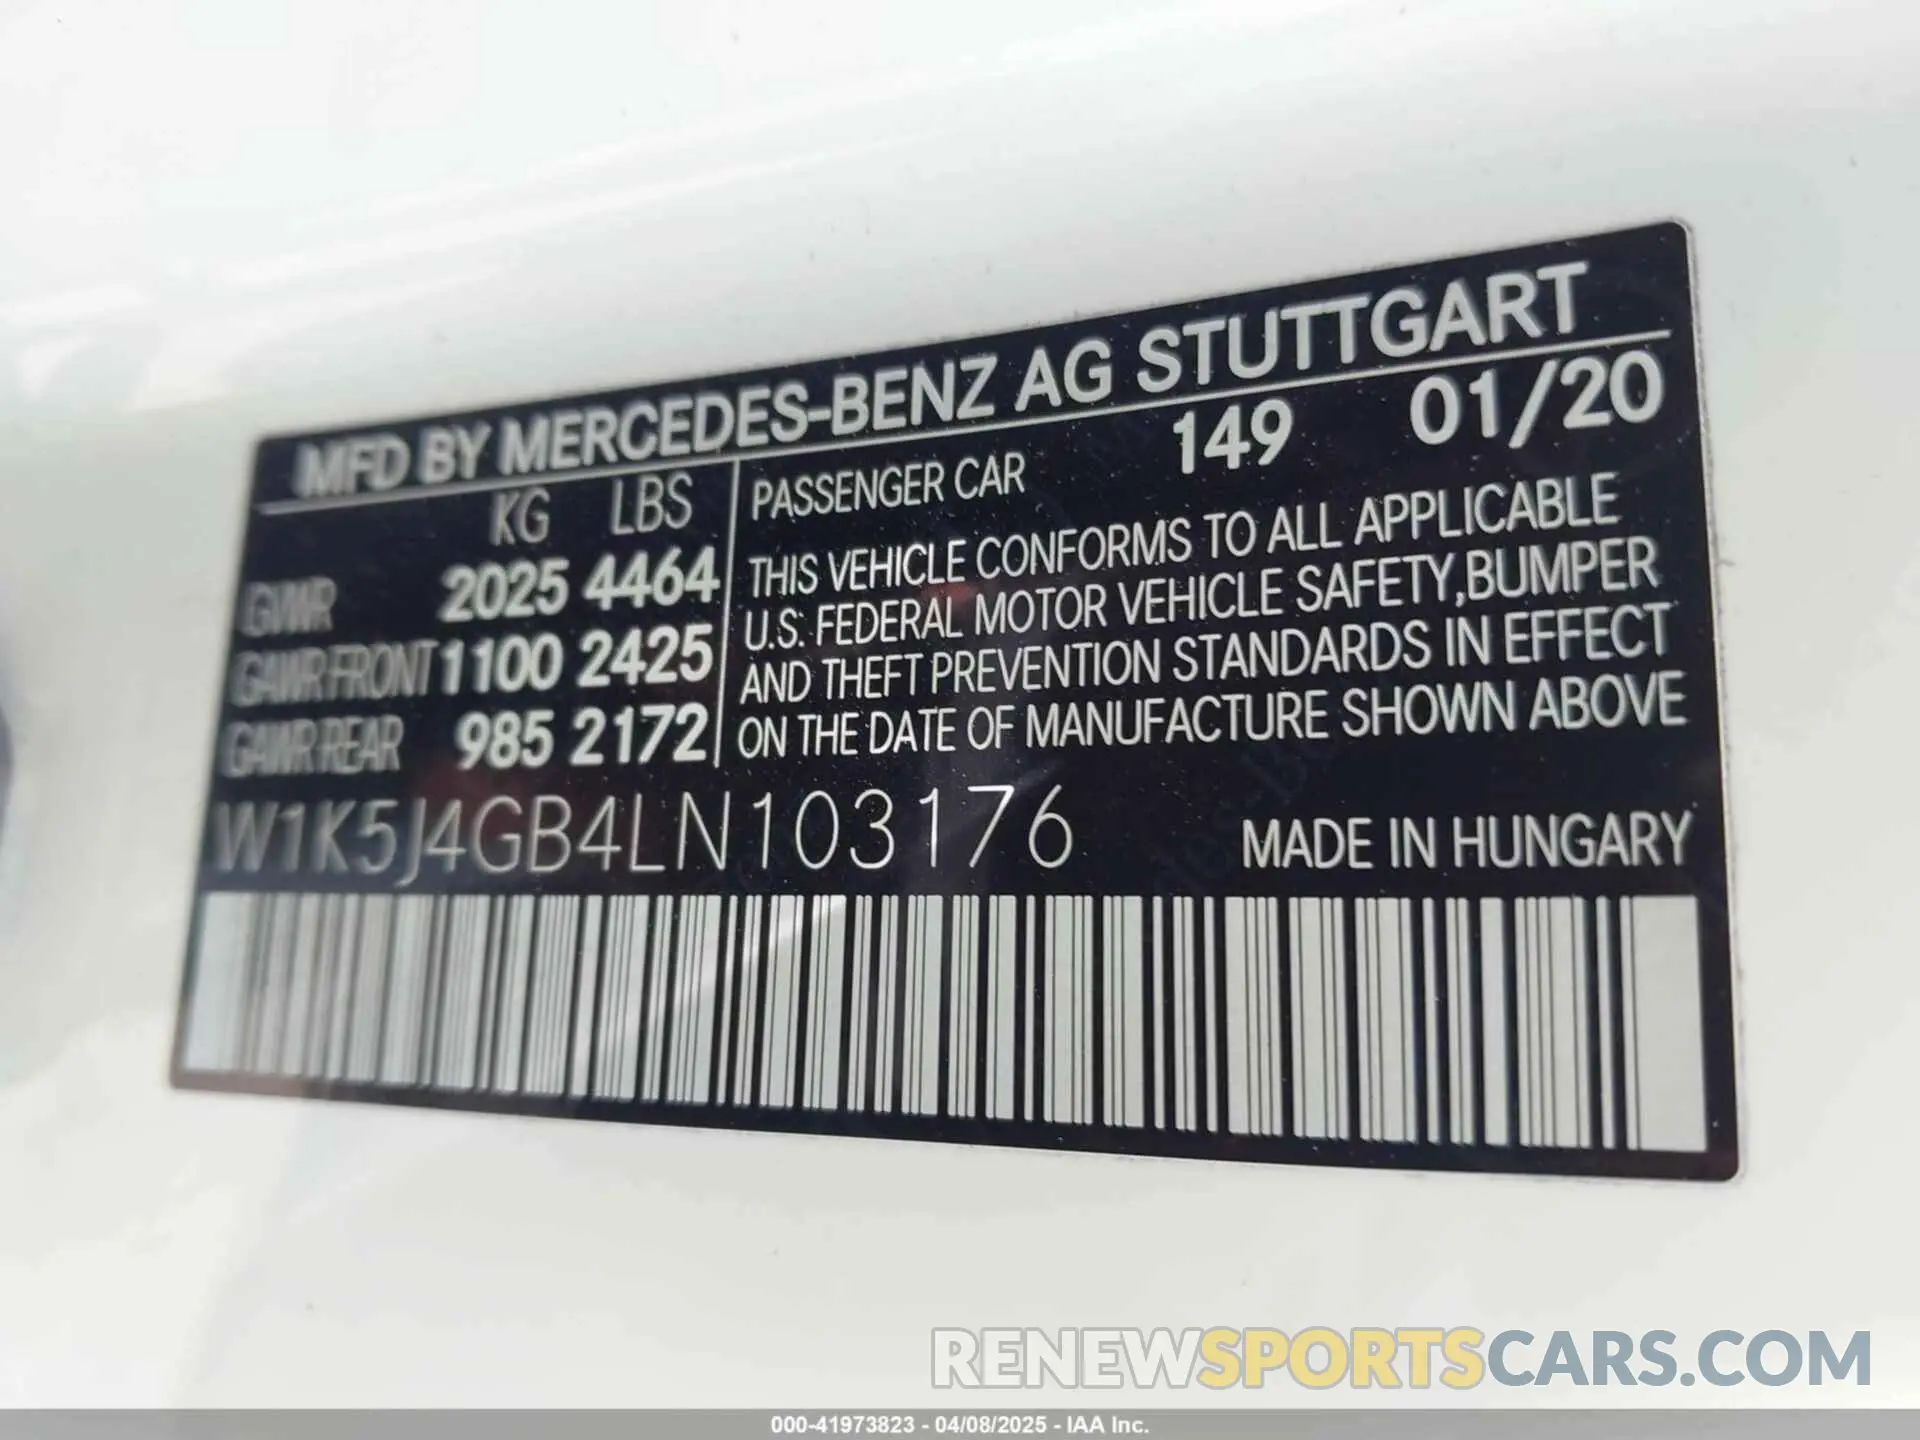 MFD BY MERCEDES-BENZ AG STUTTGART
KG LBS
GVWR 2025 4464
GAWR FRONT 1100 2425
GAWR REAR 985 2172
PASSENGER CAR 149 01/20
THIS VEHICLE CONFORMS TO ALL APPLICABLE
U.S. FEDERAL MOTOR VEHICLE SAFETY,BUMPER
AND THEFT PREVENTION STANDARDS IN EFFECT
ON THE DATE OF MANUFACTURE SHOWN ABOVE
W1K5J4GB4LN103176 MADE IN HUNGARY
RENEWSPORTSCARS.COM
000-41973823 - 04/08/2025 - IAA Inc.